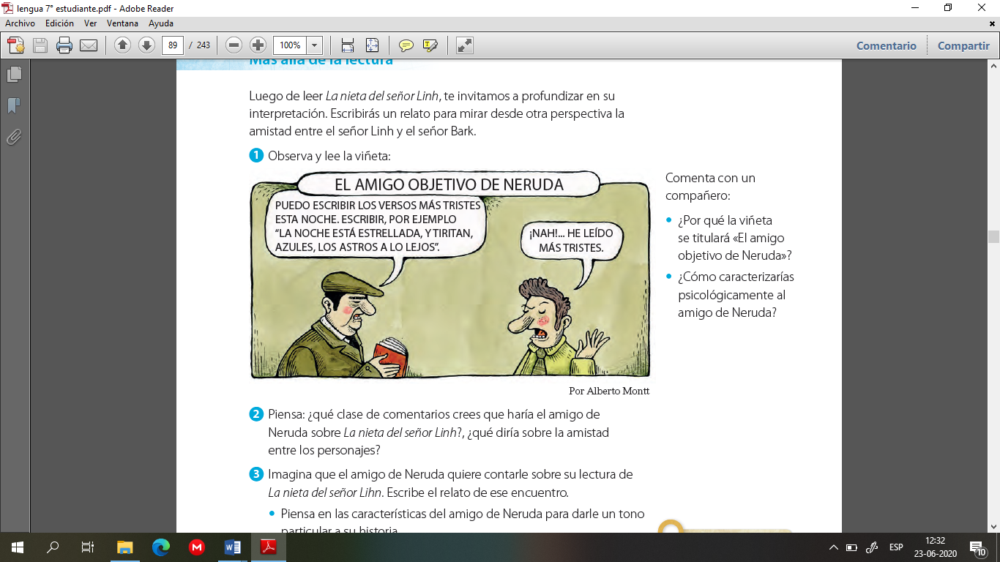 lengua 7° estudiante.pdf - Adobe Reader
Archivo Edición Ver Ventana Ayuda
89 / 243 100% Comentario Compartir
Más allá de la lectura
Luego de leer La nieta del señor Linh, te invitamos a profundizar en su
interpretación. Escribirás un relato para mirar desde otra perspectiva la
amistad entre el señor Linh y el señor Bark.
1 Observa y lee la viñeta:
EL AMIGO OBJETIVO DE NERUDA
PUEDO ESCRIBIR LOS VERSOS MÁS TRISTES
ESTA NOCHE. ESCRIBIR, POR EJEMPLO
“LA NOCHE ESTÁ ESTRELLADA, Y TIRITAN,
AZULES, LOS ASTROS A LO LEJOS”.
¡NAH!... HE LEÍDO
MÁS TRISTES.
Por Alberto Montt
Comenta con un
compañero:
• ¿Por qué la viñeta
se titulará «El amigo
objetivo de Neruda»?
• ¿Cómo caracterizarías
psicológicamente al
amigo de Neruda?
2 Piensa: ¿qué clase de comentarios crees que haría el amigo de
Neruda sobre La nieta del señor Linh?, ¿qué diría sobre la amistad
entre los personajes?
3 Imagina que el amigo de Neruda quiere contarle sobre su lectura de
La nieta del señor Lihn. Escribe el relato de ese encuentro.
• Piensa en las características del amigo de Neruda para darle un tono
particular a su historia.
ESP
12:32
23-06-2020
10